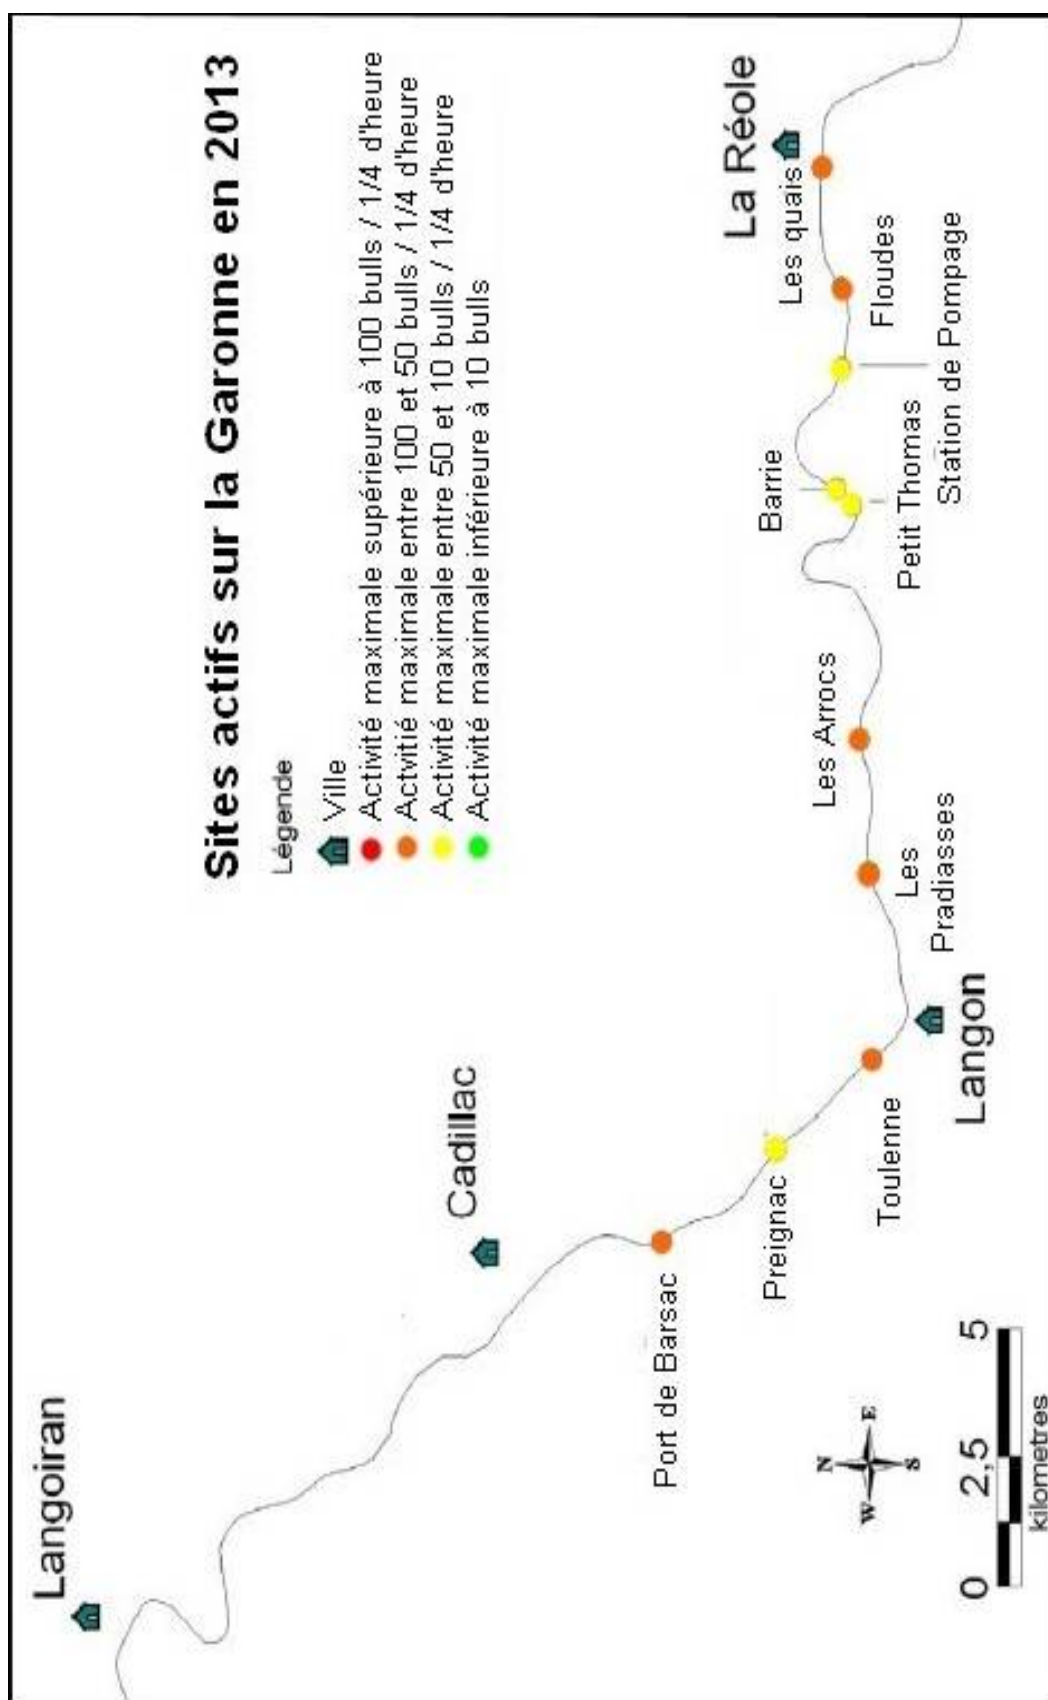 Sites actifs sur la Garonne en 2013
Légende
Ville
Activité maximale supérieure à 100 bulls / 1/4 d'heure
Actvitié maximale entre 100 et 50 bulls / 1/4 d'heure
Activité maximale entre 50 et 10 bulls / 1/4 d'heure
Activité maximale inférieure à 10 bulls
Langoiran
Cadillac
La Réole
Les quais
Floudes
Station de Pompage
Barrie
Petit Thomas
Les Arrocs
Les
Pradiasses
Langon
Toulenne
Preignac
Port de Barsac
N
W E
S
0 2,5 5
kilometres